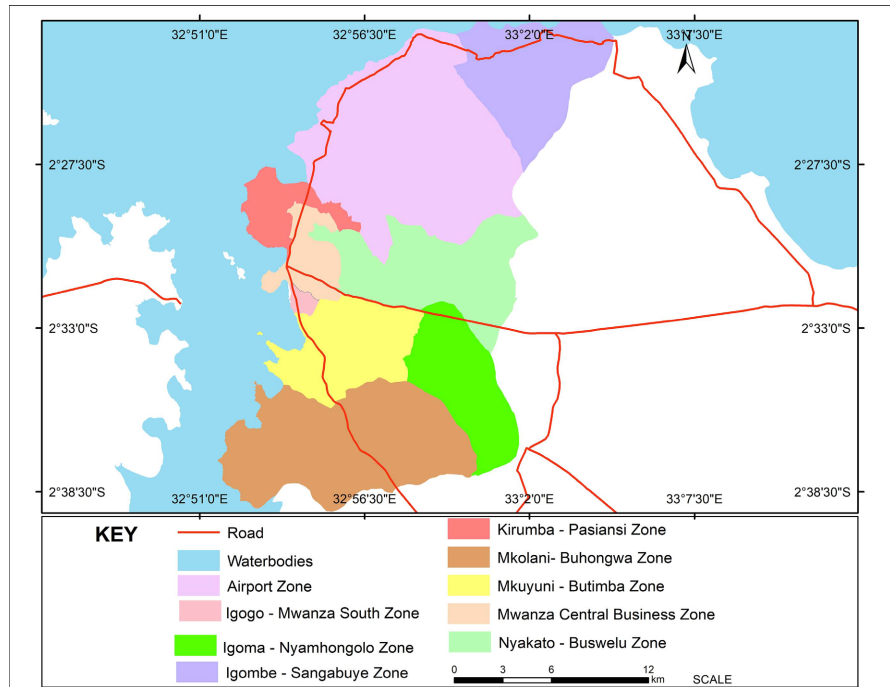 32°51'0"E 32°56'30"E 33°2'0"E 33°7'30"E
N
2°27'30"S 2°27'30"S
2°33'0"S 2°33'0"S
2°38'30"S 2°38'30"S
32°51'0"E 32°56'30"E 33°2'0"E 33°7'30"E
KEY
Road
Waterbodies
Airport Zone
Igogo - Mwanza South Zone
Igoma - Nyamhongolo Zone
Igombe - Sangabuye Zone
Kirumba - Pasiansi Zone
Mkolani- Buhongwa Zone
Mkuyuni - Butimba Zone
Mwanza Central Business Zone
Nyakato - Buswelu Zone
0 3 6 12
km
SCALE